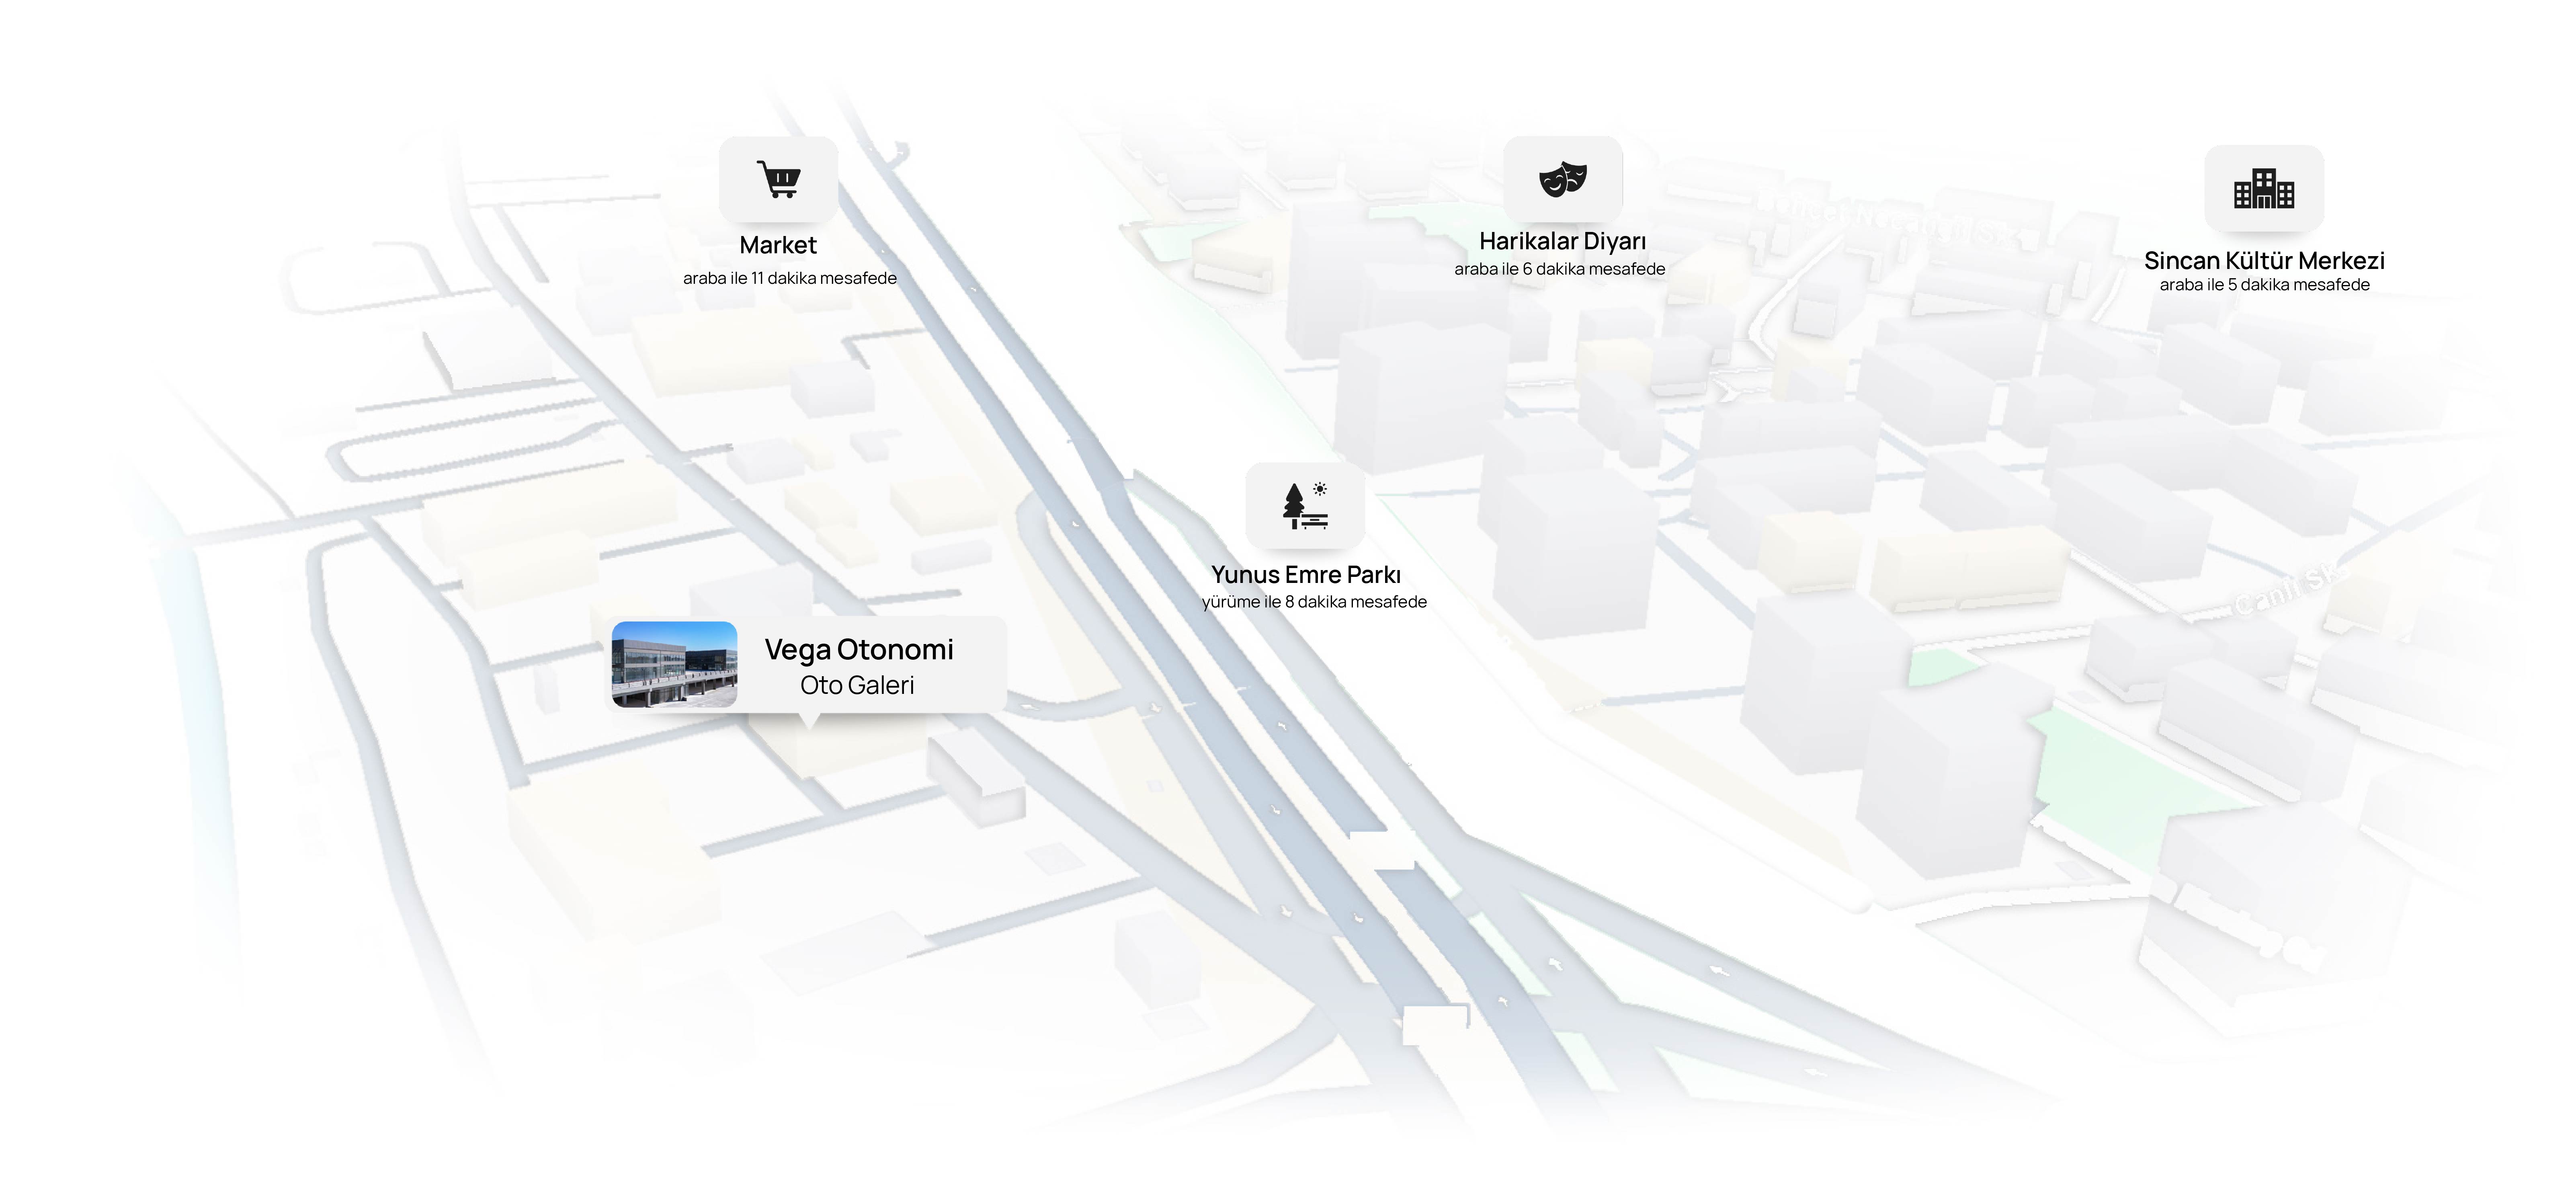 Market
araba ile 11 dakika mesafede
Harikalar Diyarı
araba ile 6 dakika mesafede
Sincan Kültür Merkezi
araba ile 5 dakika mesafede
Yunus Emre Parkı
yürüme ile 8 dakika mesafede
Vega Otonomi
Oto Galeri